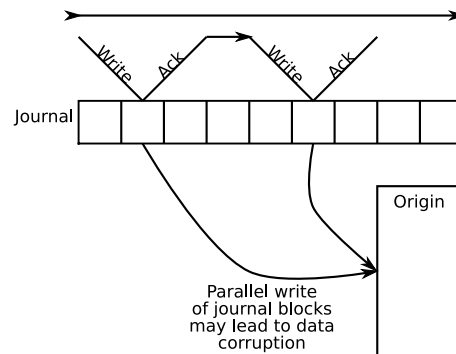 Write
Ack
Write
Ack
Journal
Origin
Parallel write
of journal blocks
may lead to data
corruption